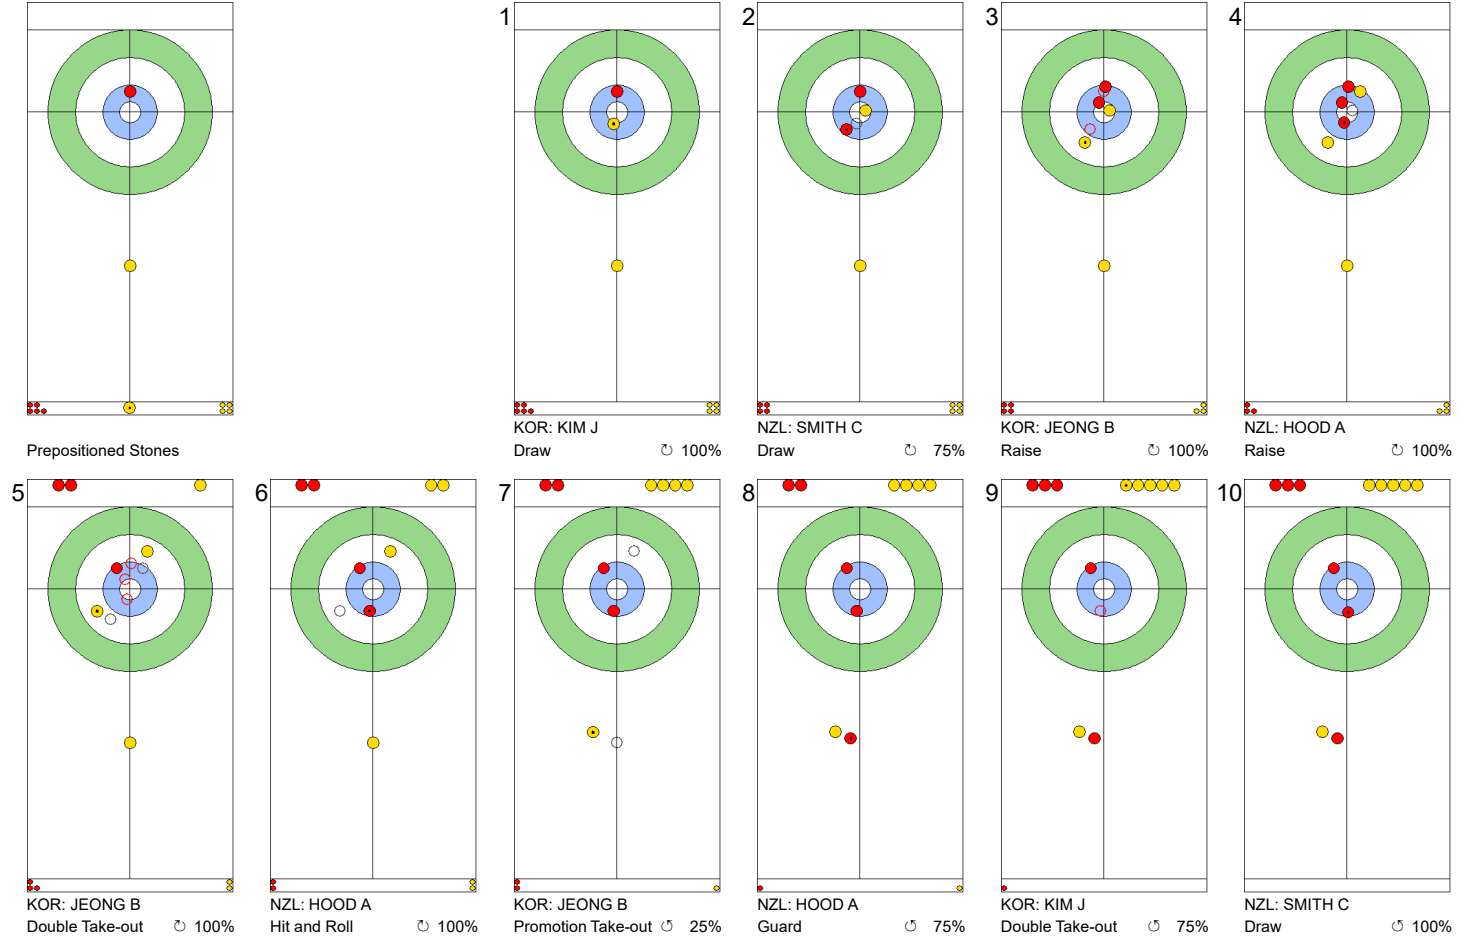 1
2
3
4
Prepositioned Stones
KOR: KIM J
Draw ↻ 100%
NZL: SMITH C
Draw ↻ 75%
KOR: JEONG B
Raise ↻ 100%
NZL: HOOD A
Raise ↻ 100%
5
6
7
8
9
10
KOR: JEONG B
Double Take-out ↻ 100%
NZL: HOOD A
Hit and Roll ↻ 100%
KOR: JEONG B
Promotion Take-out ↺ 25%
NZL: HOOD A
Guard ↺ 75%
KOR: KIM J
Double Take-out ↺ 75%
NZL: SMITH C
Draw ↺ 100%